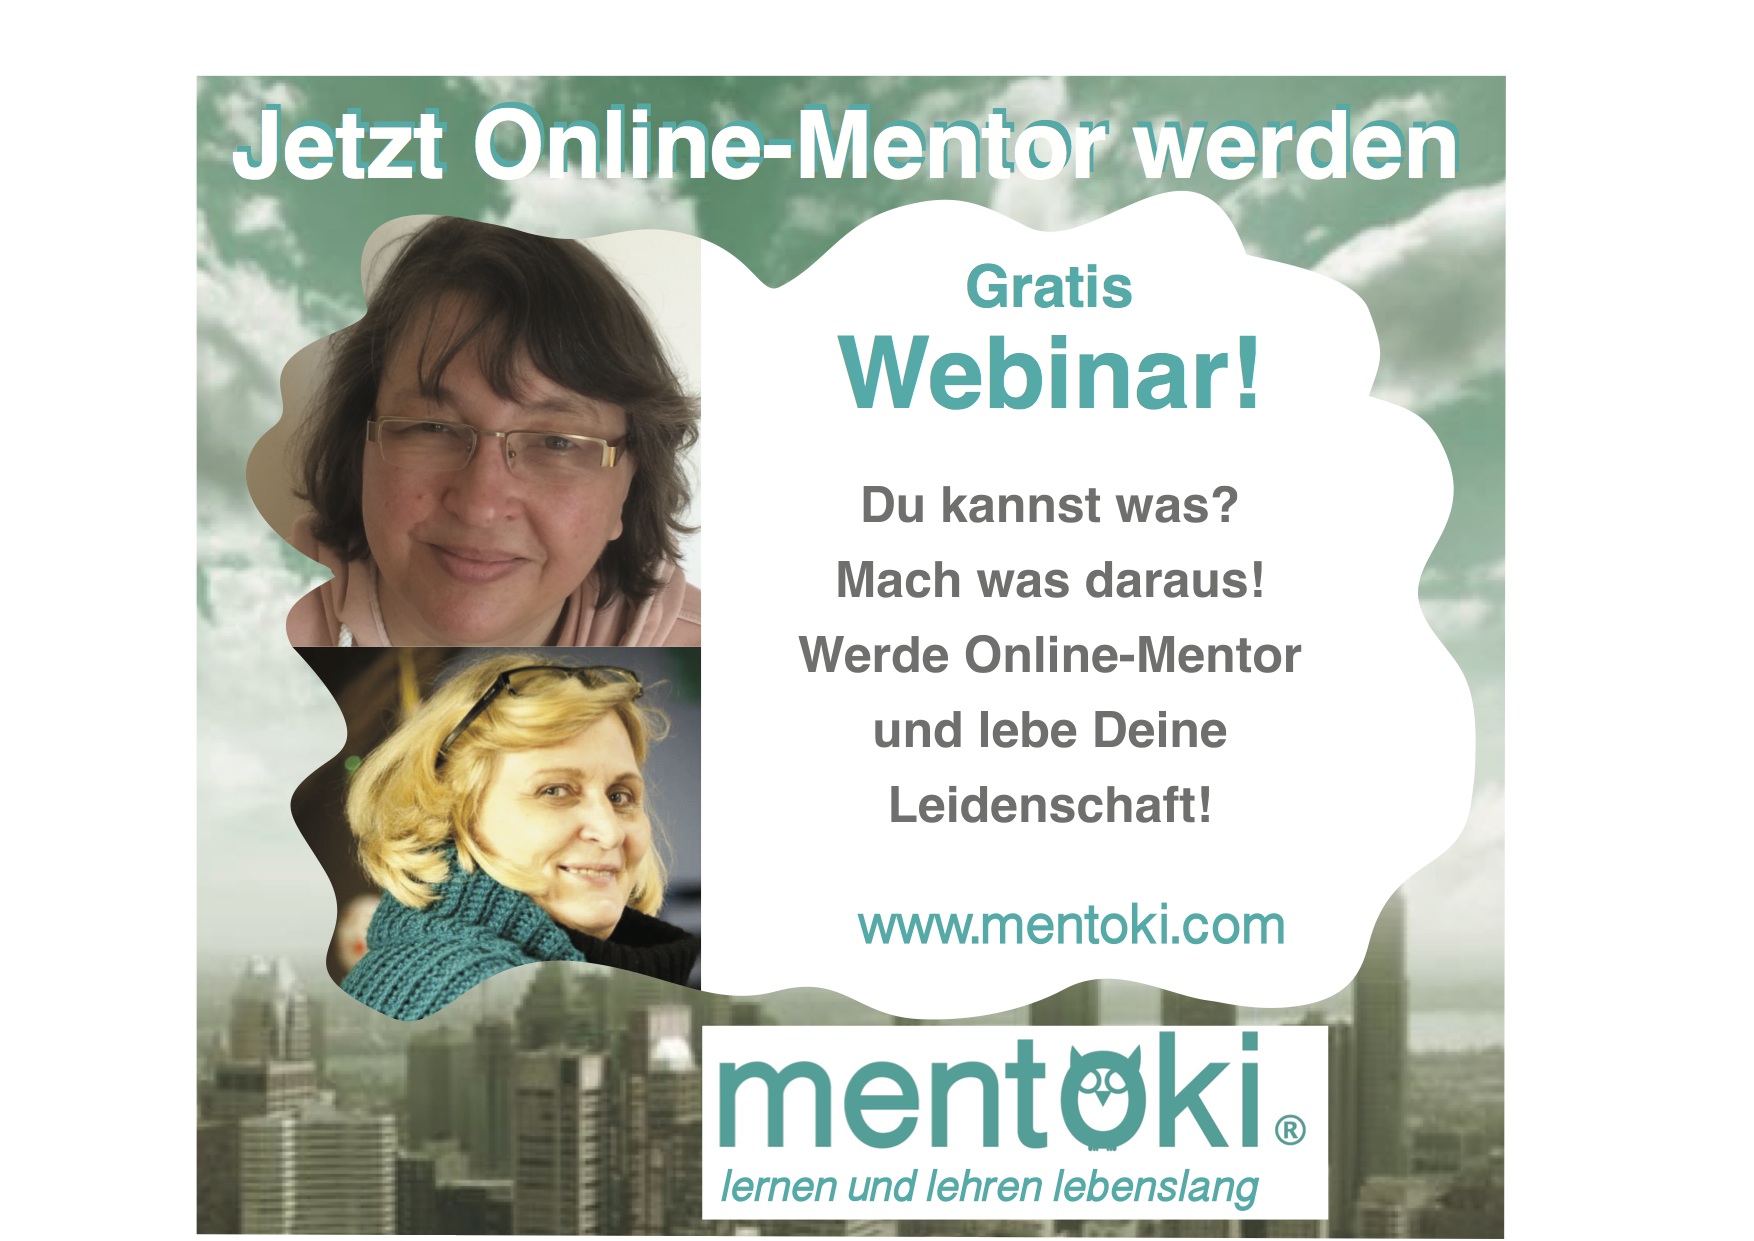 Jetzt Online-Mentor werden
Gratis
Webinar!
Du kannst was?
Mach was daraus!
Werde Online-Mentor
und lebe Deine
Leidenschaft!
www.mentoki.com
mentoki ®
lernen und lehren lebenslang